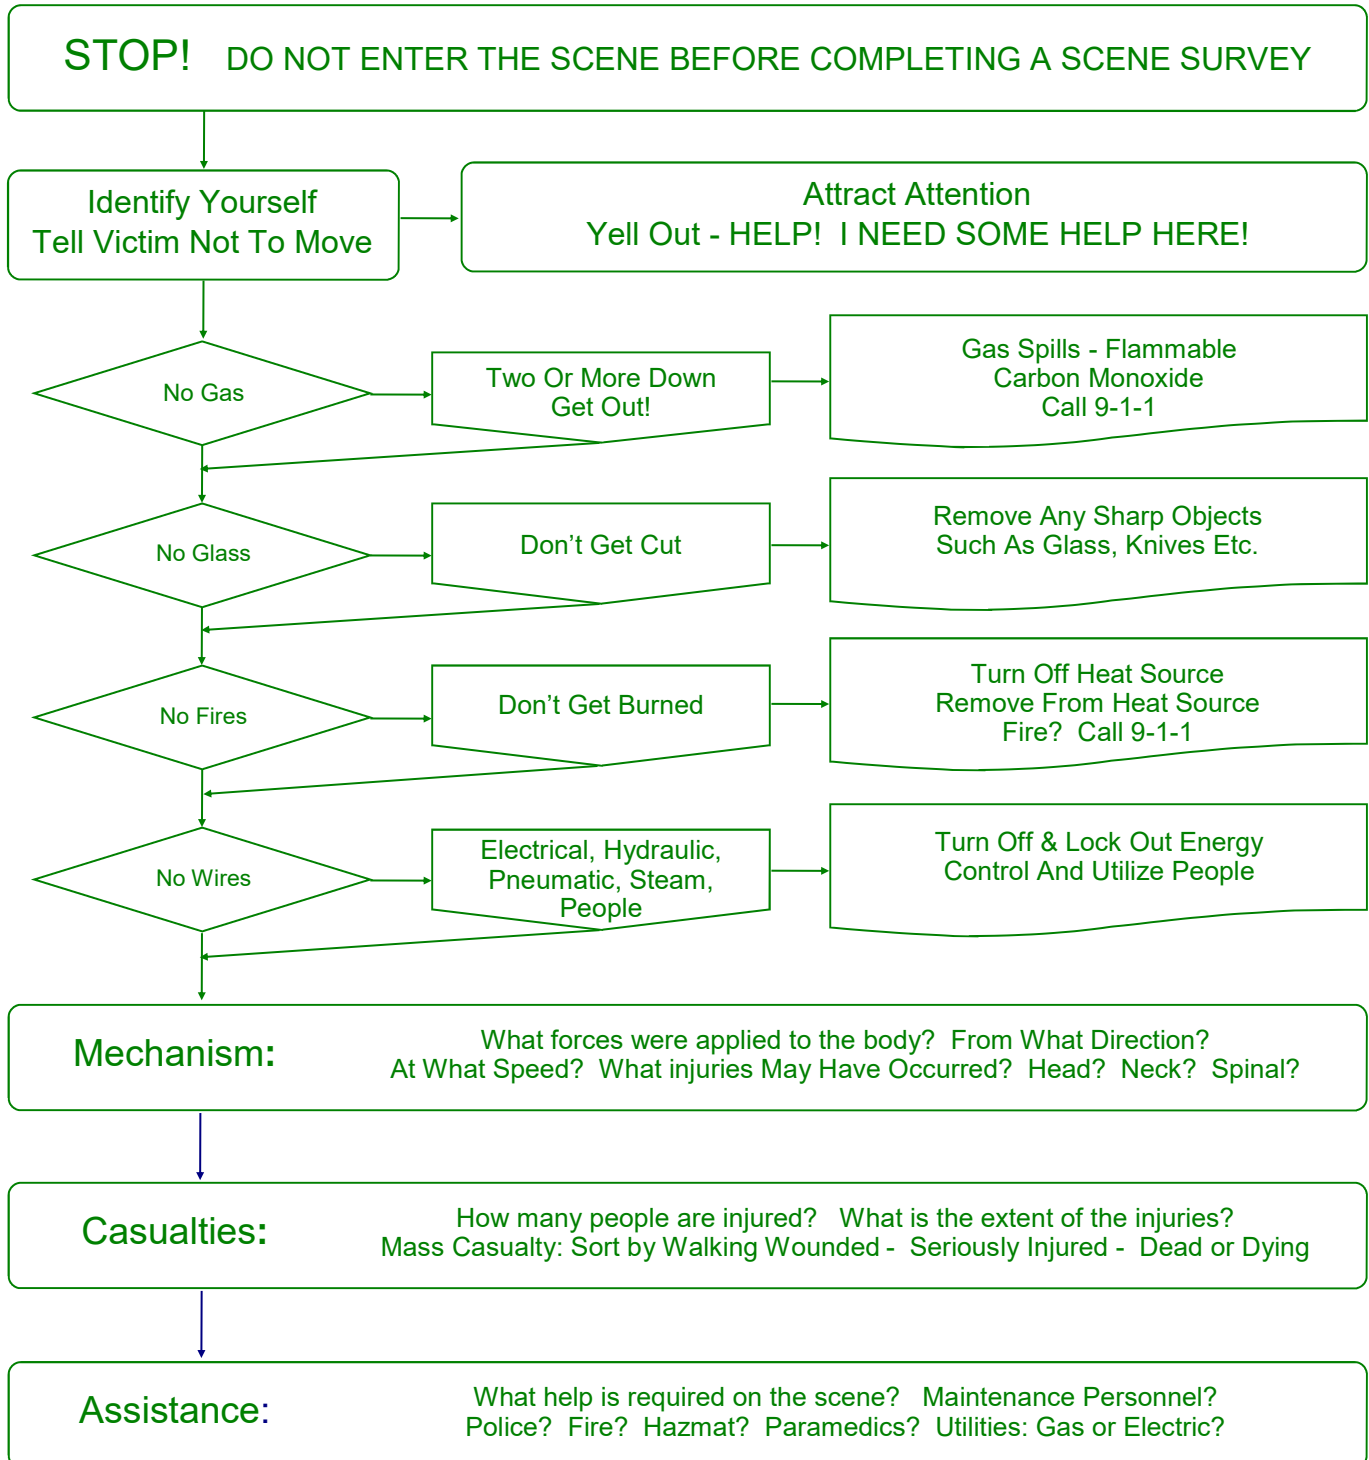 STOP! DO NOT ENTER THE SCENE BEFORE COMPLETING A SCENE SURVEY
Identify Yourself
Tell Victim Not To Move
Attract Attention
Yell Out - HELP! I NEED SOME HELP HERE!
No Gas
Two Or More Down
Get Out!
Gas Spills - Flammable
Carbon Monoxide
Call 9-1-1
No Glass
Don’t Get Cut
Remove Any Sharp Objects
Such As Glass, Knives Etc.
No Fires
Don’t Get Burned
Turn Off Heat Source
Remove From Heat Source
Fire? Call 9-1-1
No Wires
Electrical, Hydraulic,
Pneumatic, Steam,
People
Turn Off & Lock Out Energy
Control And Utilize People
Mechanism:
What forces were applied to the body? From What Direction?
At What Speed? What injuries May Have Occurred? Head? Neck? Spinal?
Casualties:
How many people are injured? What is the extent of the injuries?
Mass Casualty: Sort by Walking Wounded - Seriously Injured - Dead or Dying
Assistance:
What help is required on the scene? Maintenance Personnel?
Police? Fire? Hazmat? Paramedics? Utilities: Gas or Electric?